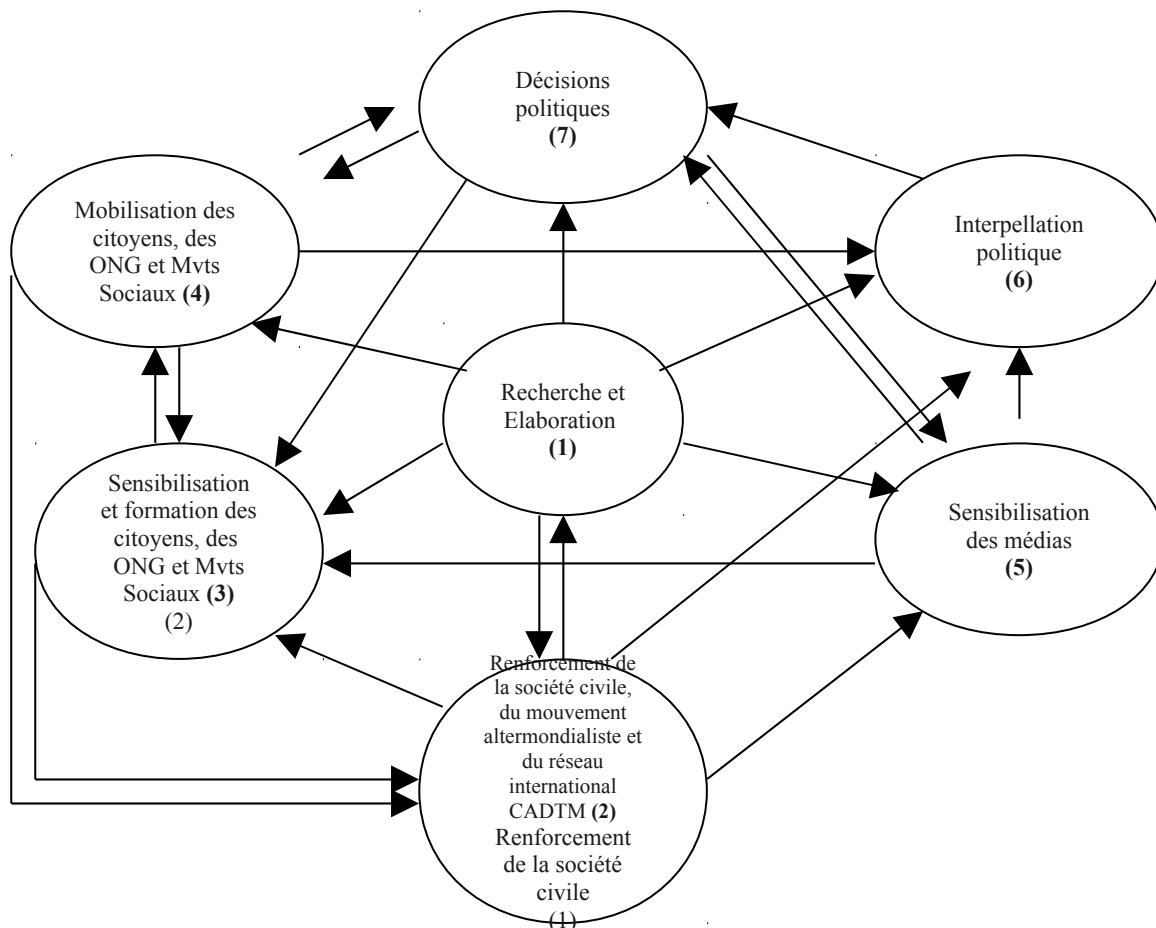 Décisions
politiques
(7)
Mobilisation des
citoyens, des
ONG et Mvts
Sociaux (4)
Interpellation
politique
(6)
Recherche et
Elaboration
(1)
Sensibilisation
et formation des
citoyens, des
ONG et Mvts
Sociaux (3)
(2)
Sensibilisation
des médias
(5)
Renforcement de
la société civile,
du mouvement
altermondialiste et
du réseau
international
CADTM (2)
Renforcement
de la société
civile
(1)